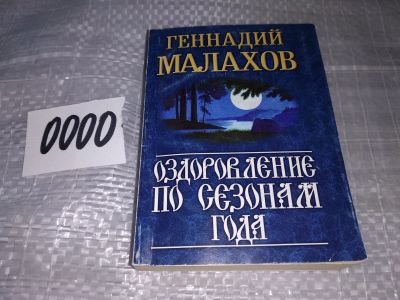 0000
ГЕННАДИЙ
МАЛАХОВ
ОЗДОРОВЛЕНИЕ
ПО СЕЗОНАМ
ГОДА